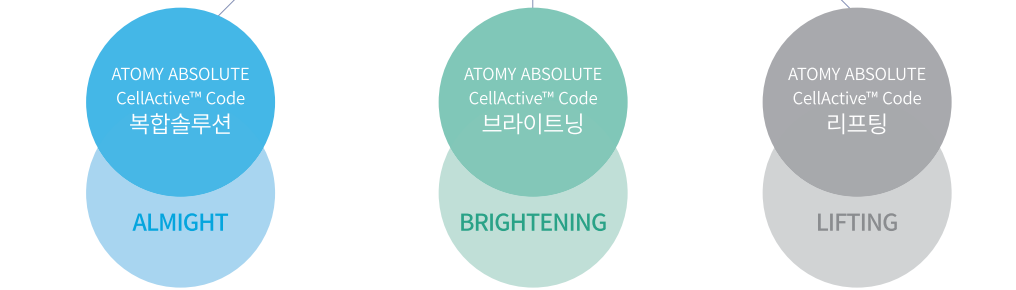 ATOMY ABSOLUTE
CellActive™ Code
복합솔루션
ALMIGHT
ATOMY ABSOLUTE
CellActive™ Code
브라이트닝
BRIGHTENING
ATOMY ABSOLUTE
CellActive™ Code
리프팅
LIFTING